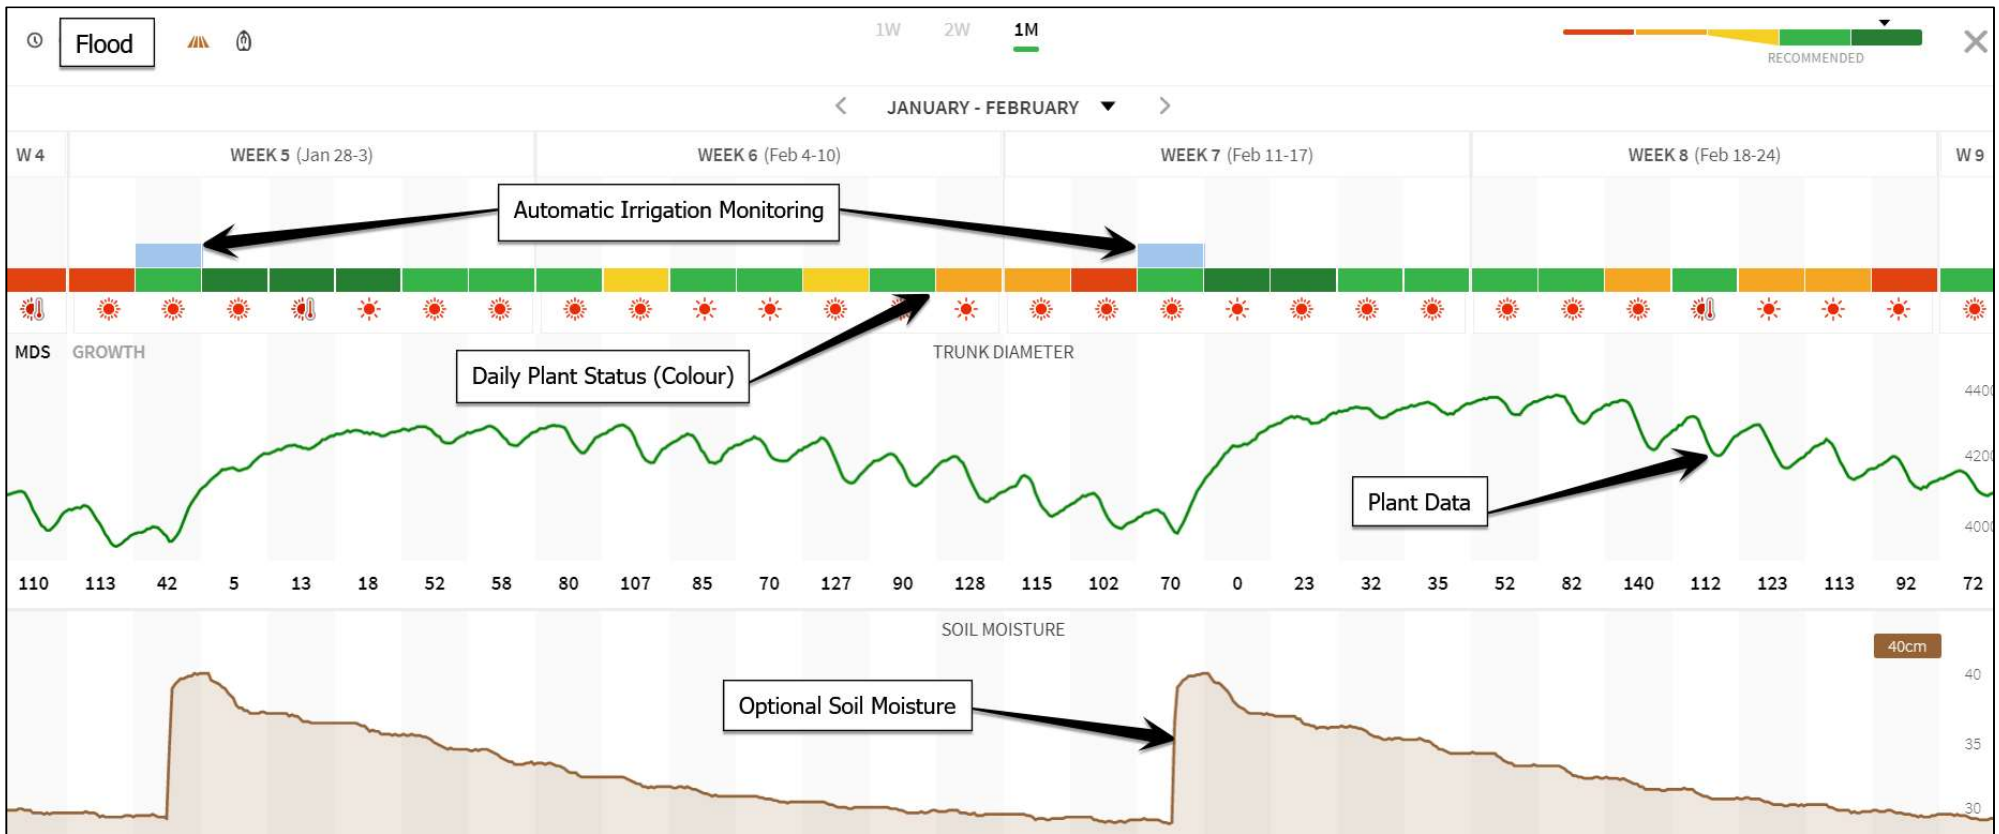 Flood
1W 2W 1M
RECOMMENDED
JANUARY - FEBRUARY
W 4 WEEK 5 (Jan 28-3) WEEK 6 (Feb 4-10) WEEK 7 (Feb 11-17) WEEK 8 (Feb 18-24) W 9
Automatic Irrigation Monitoring
MDS GROWTH TRUNK DIAMETER
Daily Plant Status (Colour)
4400
4200
Plant Data
4000
110 113 42 5 13 18 52 58 80 107 85 70 127 90 128 115 102 70 0 23 32 35 52 82 140 112 123 113 92 72
SOIL MOISTURE
40cm
40
Optional Soil Moisture
35
30